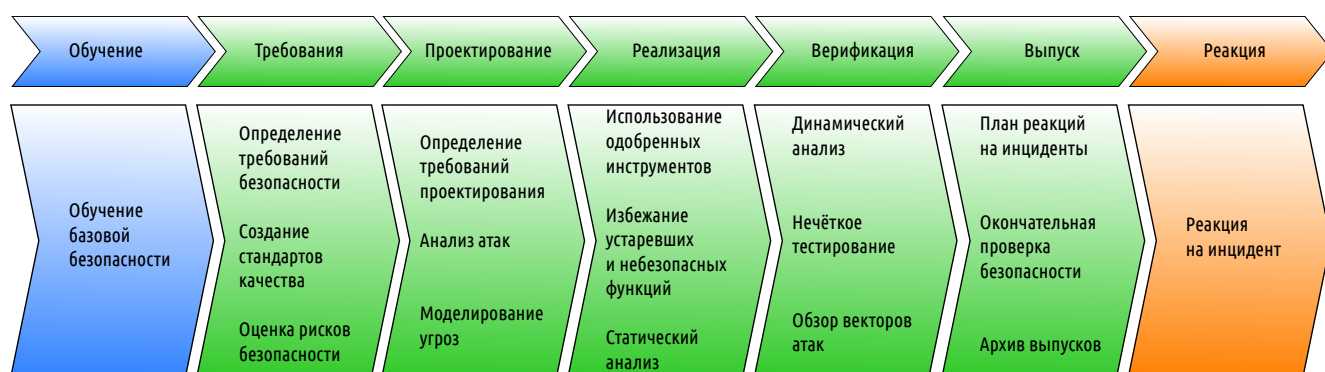 Обучение
Требования
Проектирование
Реализация
Верификация
Выпуск
Реакция
Обучение
базовой
безопасности
Определение
требований
безопасности
Создание
стандартов
качества
Оценка рисков
безопасности
Определение
требований
проектирования
Анализ атак
Моделирование
угроз
Использование
одобренных
инструментов
Избежание
устаревших
и небезопасных
функций
Статический
анализ
Динамический
анализ
Нечёткое
тестирование
Обзор векторов
атак
План реакций
на инциденты
Окончательная
проверка
безопасности
Архив выпусков
Реакция
на инцидент